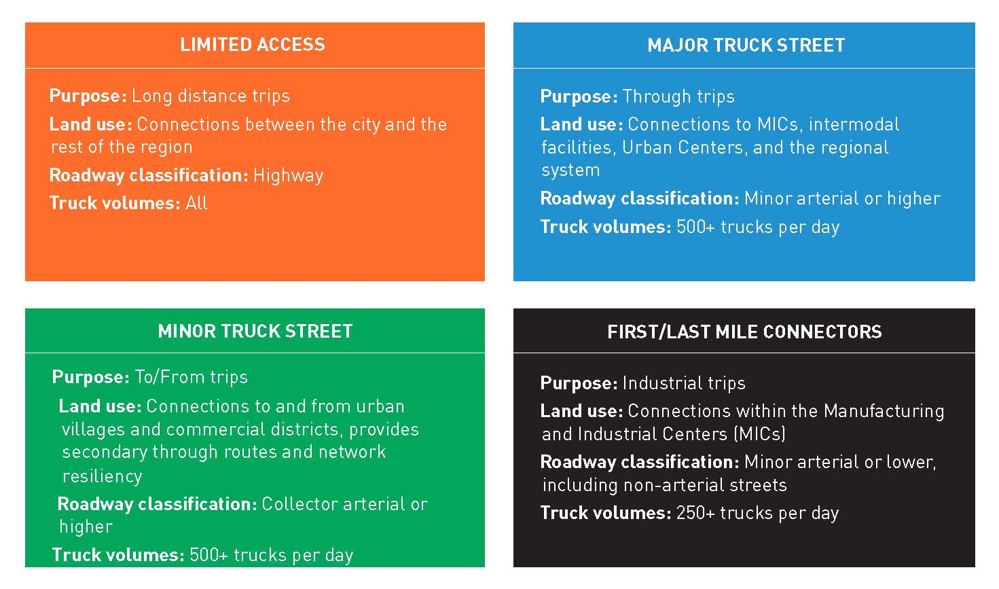 LIMITED ACCESS
Purpose: Long distance trips
Land use: Connections between the city and the
rest of the region
Roadway classification: Highway
Truck volumes: All
MAJOR TRUCK STREET
Purpose: Through trips
Land use: Connections to MICs, intermodal
facilities, Urban Centers, and the regional
system
Roadway classification: Minor arterial or higher
Truck volumes: 500+ trucks per day
MINOR TRUCK STREET
Purpose: To/From trips
Land use: Connections to and from urban
villages and commercial districts, provides
secondary through routes and network
resiliency
Roadway classification: Collector arterial or
higher
Truck volumes: 500+ trucks per day
FIRST/LAST MILE CONNECTORS
Purpose: Industrial trips
Land use: Connections within the Manufacturing
and Industrial Centers (MICs)
Roadway classification: Minor arterial or lower,
including non-arterial streets
Truck volumes: 250+ trucks per day